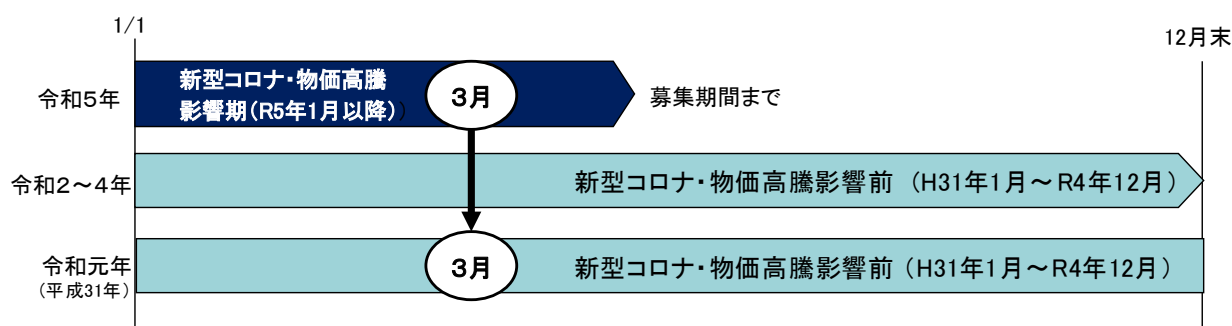 1/1
12月末
令和5年
新型コロナ・物価高騰
影響期(R5年1月以降))
3月
募集期間まで
令和2～4年
新型コロナ・物価高騰影響前 (H31年1月～R4年12月)
令和元年
(平成31年)
3月
新型コロナ・物価高騰影響前 (H31年1月～R4年12月)